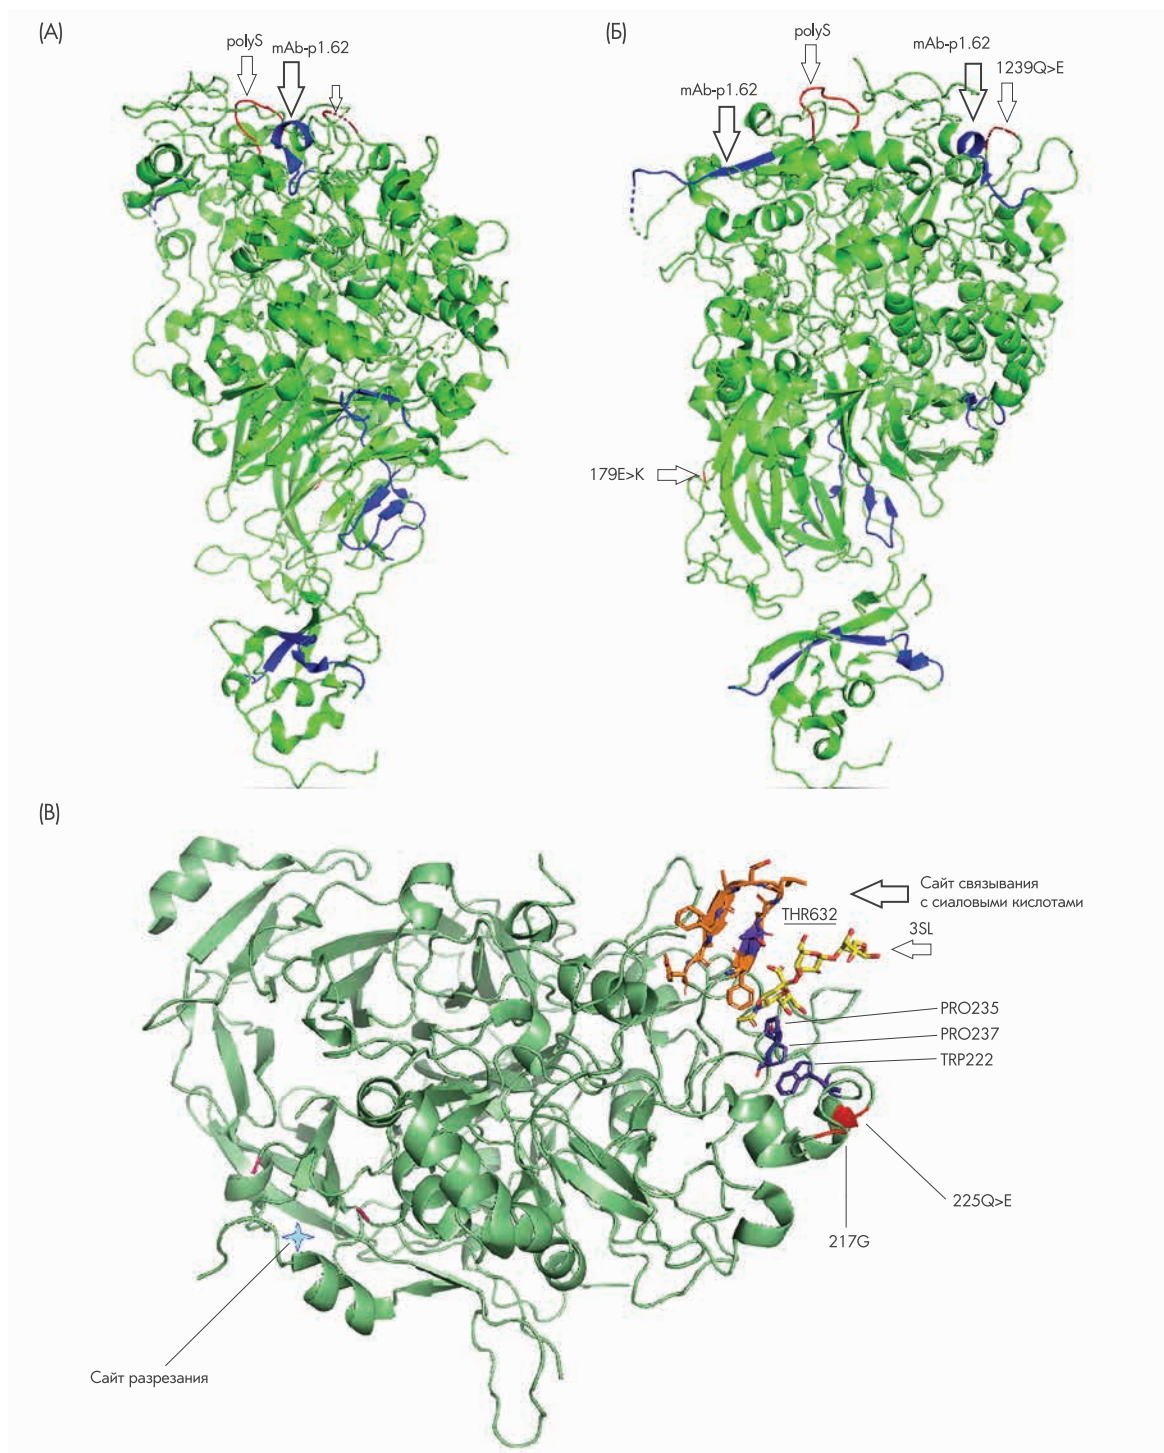 (А)
polyS
mAb-p1.62
(Б)
polyS
mAb-p1.62
mAb-p1.62
1239Q>E
179E>K
(В)
Сайт связывания
с сиаловыми кислотами
THR632
3SL
PRO235
PRO237
TRP222
225Q>E
217G
Сайт разрезания